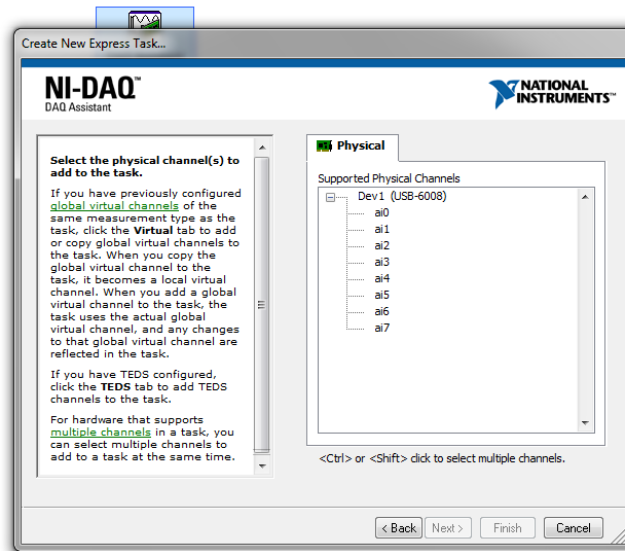 Create New Express Task...
NI-DAQ™
DAQ Assistant
NATIONAL
INSTRUMENTS™
Select the physical channel(s) to
add to the task.
If you have previously configured
global virtual channels of the
same measurement type as the
task, click the Virtual tab to add
or copy global virtual channels to
the task. When you copy the
global virtual channel to the
task, it becomes a local virtual
channel. When you add a global
virtual channel to the task, the
task uses the actual global
virtual channel, and any changes
to that global virtual channel are
reflected in the task.
If you have TEDS configured,
click the TEDS tab to add TEDS
channels to the task.
For hardware that supports
multiple channels in a task, you
can select multiple channels to
add to a task at the same time.
Physical
Supported Physical Channels
Dev1 (USB-6008)
ai0
ai1
ai2
ai3
ai4
ai5
ai6
ai7
<Ctrl> or <Shift> click to select multiple channels.
< Back
Next >
Finish
Cancel